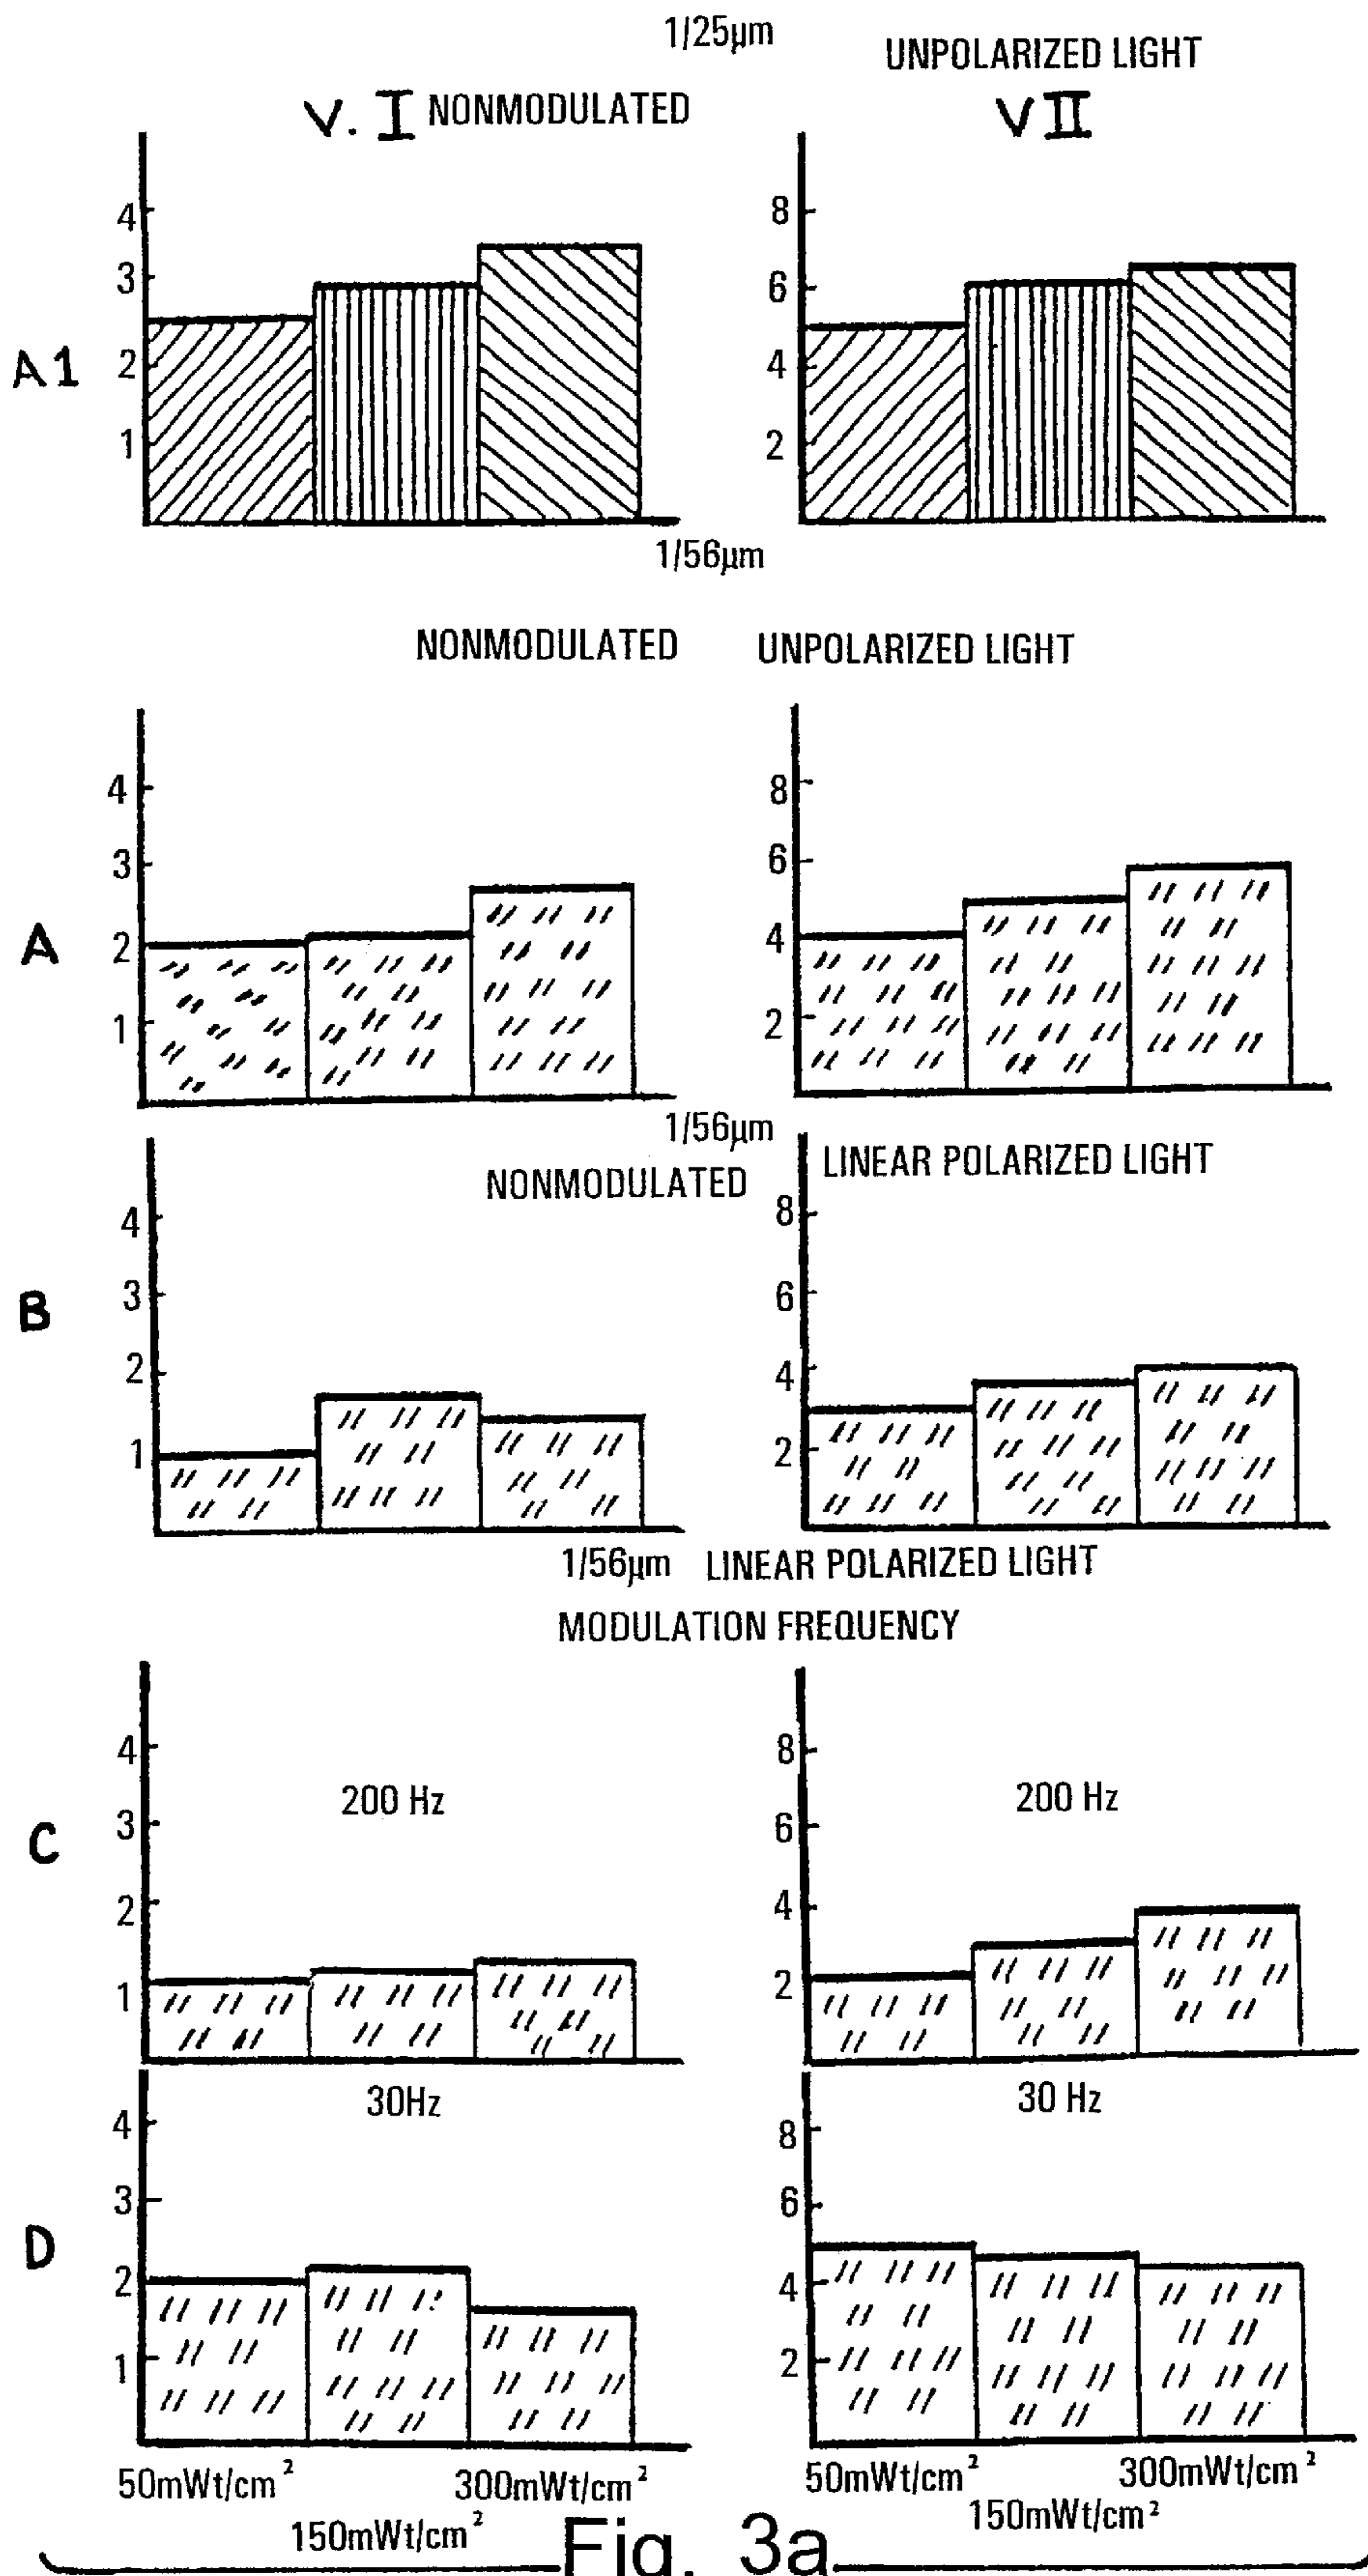 1/25µm
UNPOLARIZED LIGHT
V. I NONMODULATED
V II
A1
4
3
2
1
8
6
4
2
1/56µm
NONMODULATED UNPOLARIZED LIGHT
A
4
3
2
1
8
6
4
2
1/56µm
NONMODULATED
LINEAR POLARIZED LIGHT
B
4
3
2
1
8
6
4
2
1/56µm LINEAR POLARIZED LIGHT
MODULATION FREQUENCY
C
4
3
2
1
200 Hz
8
6
4
2
200 Hz
D
4
3
2
1
30Hz
8
6
4
2
30 Hz
50mWt/cm²
300mWt/cm²
150mWt/cm²
50mWt/cm²
300mWt/cm²
150mWt/cm²
Fig. 3a